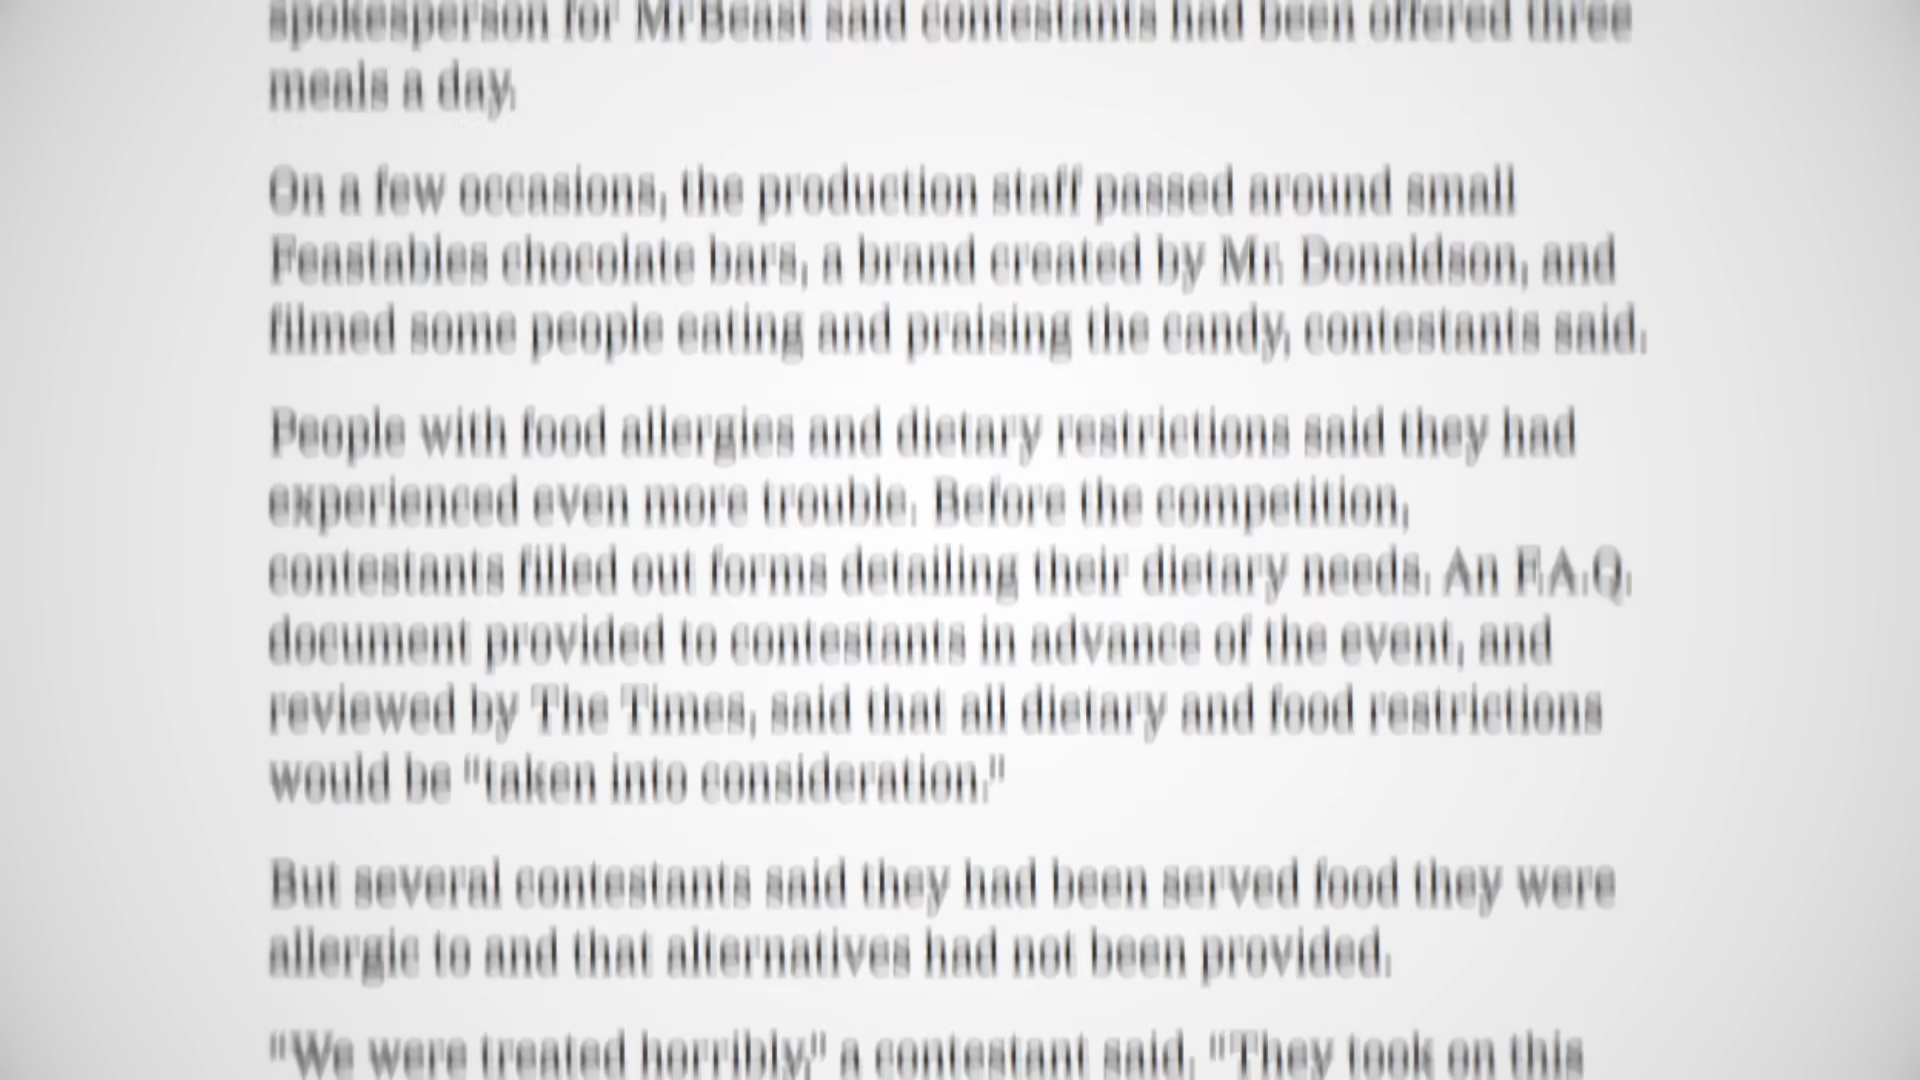 spokesperson for MrBeast said contestants had been offered three
meals a day.
On a few occasions, the production staff passed around small
Feastables chocolate bars, a brand created by Mr. Donaldson, and
filmed some people eating and praising the candy, contestants said.
People with food allergies and dietary restrictions said they had
experienced even more trouble. Before the competition,
contestants filled out forms detailing their dietary needs. An F.A.Q.
document provided to contestants in advance of the event, and
reviewed by The Times, said that all dietary and food restrictions
would be "taken into consideration."
But several contestants said they had been served food they were
allergic to and that alternatives had not been provided.
"We were treated horribly," a contestant said. "They took on this